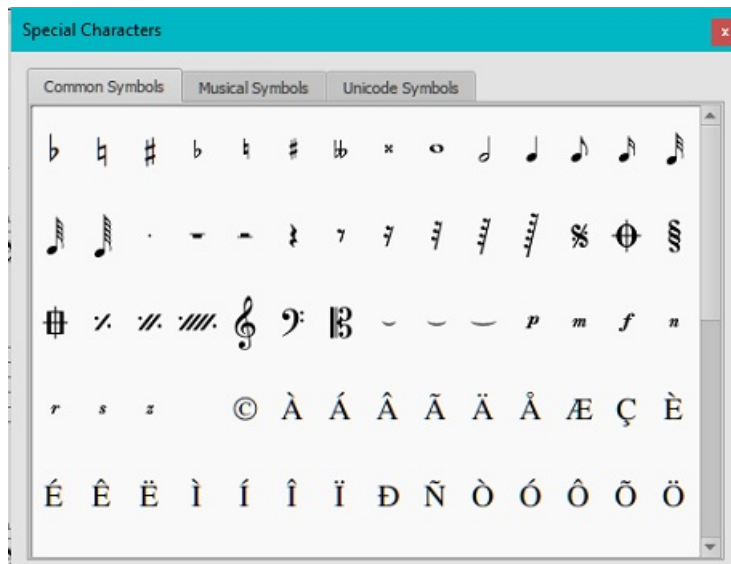 Special Characters
x
Common Symbols Musical Symbols Unicode Symbols
♭ ♮ ♯ ♭ ♮ ♯ 𝄫 𝄪 𝅝 𝅗𝅥 𝅘𝅥 𝅘𝅥𝅮 𝅘𝅥𝅯 𝅘𝅥𝅰
𝅘𝅥𝅱 𝅘𝅥𝅲 . 𝄻 𝄼 𝄽 𝄾 𝄿 𝅀 𝅁 𝅂 𝄋 𝄌 §
p m f n
r s z © À Á Â Ã Ä Å Æ Ç È
É Ê Ë Ì Í Î Ï Ð Ñ Ò Ó Ô Õ Ö